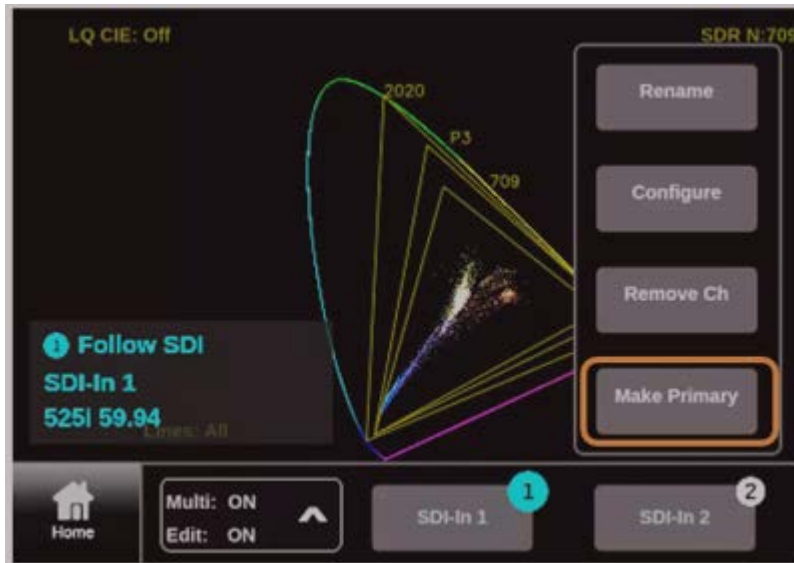 LQ CIE: Off
SDR N:709
2020
P3
709
Rename
Configure
Remove Ch
Make Primary
1 Follow SDI
SDI-In 1
525I 59.94
Lines: All
Home
Multi: ON
Edit: ON
SDI-In 1
1
SDI-In 2
2